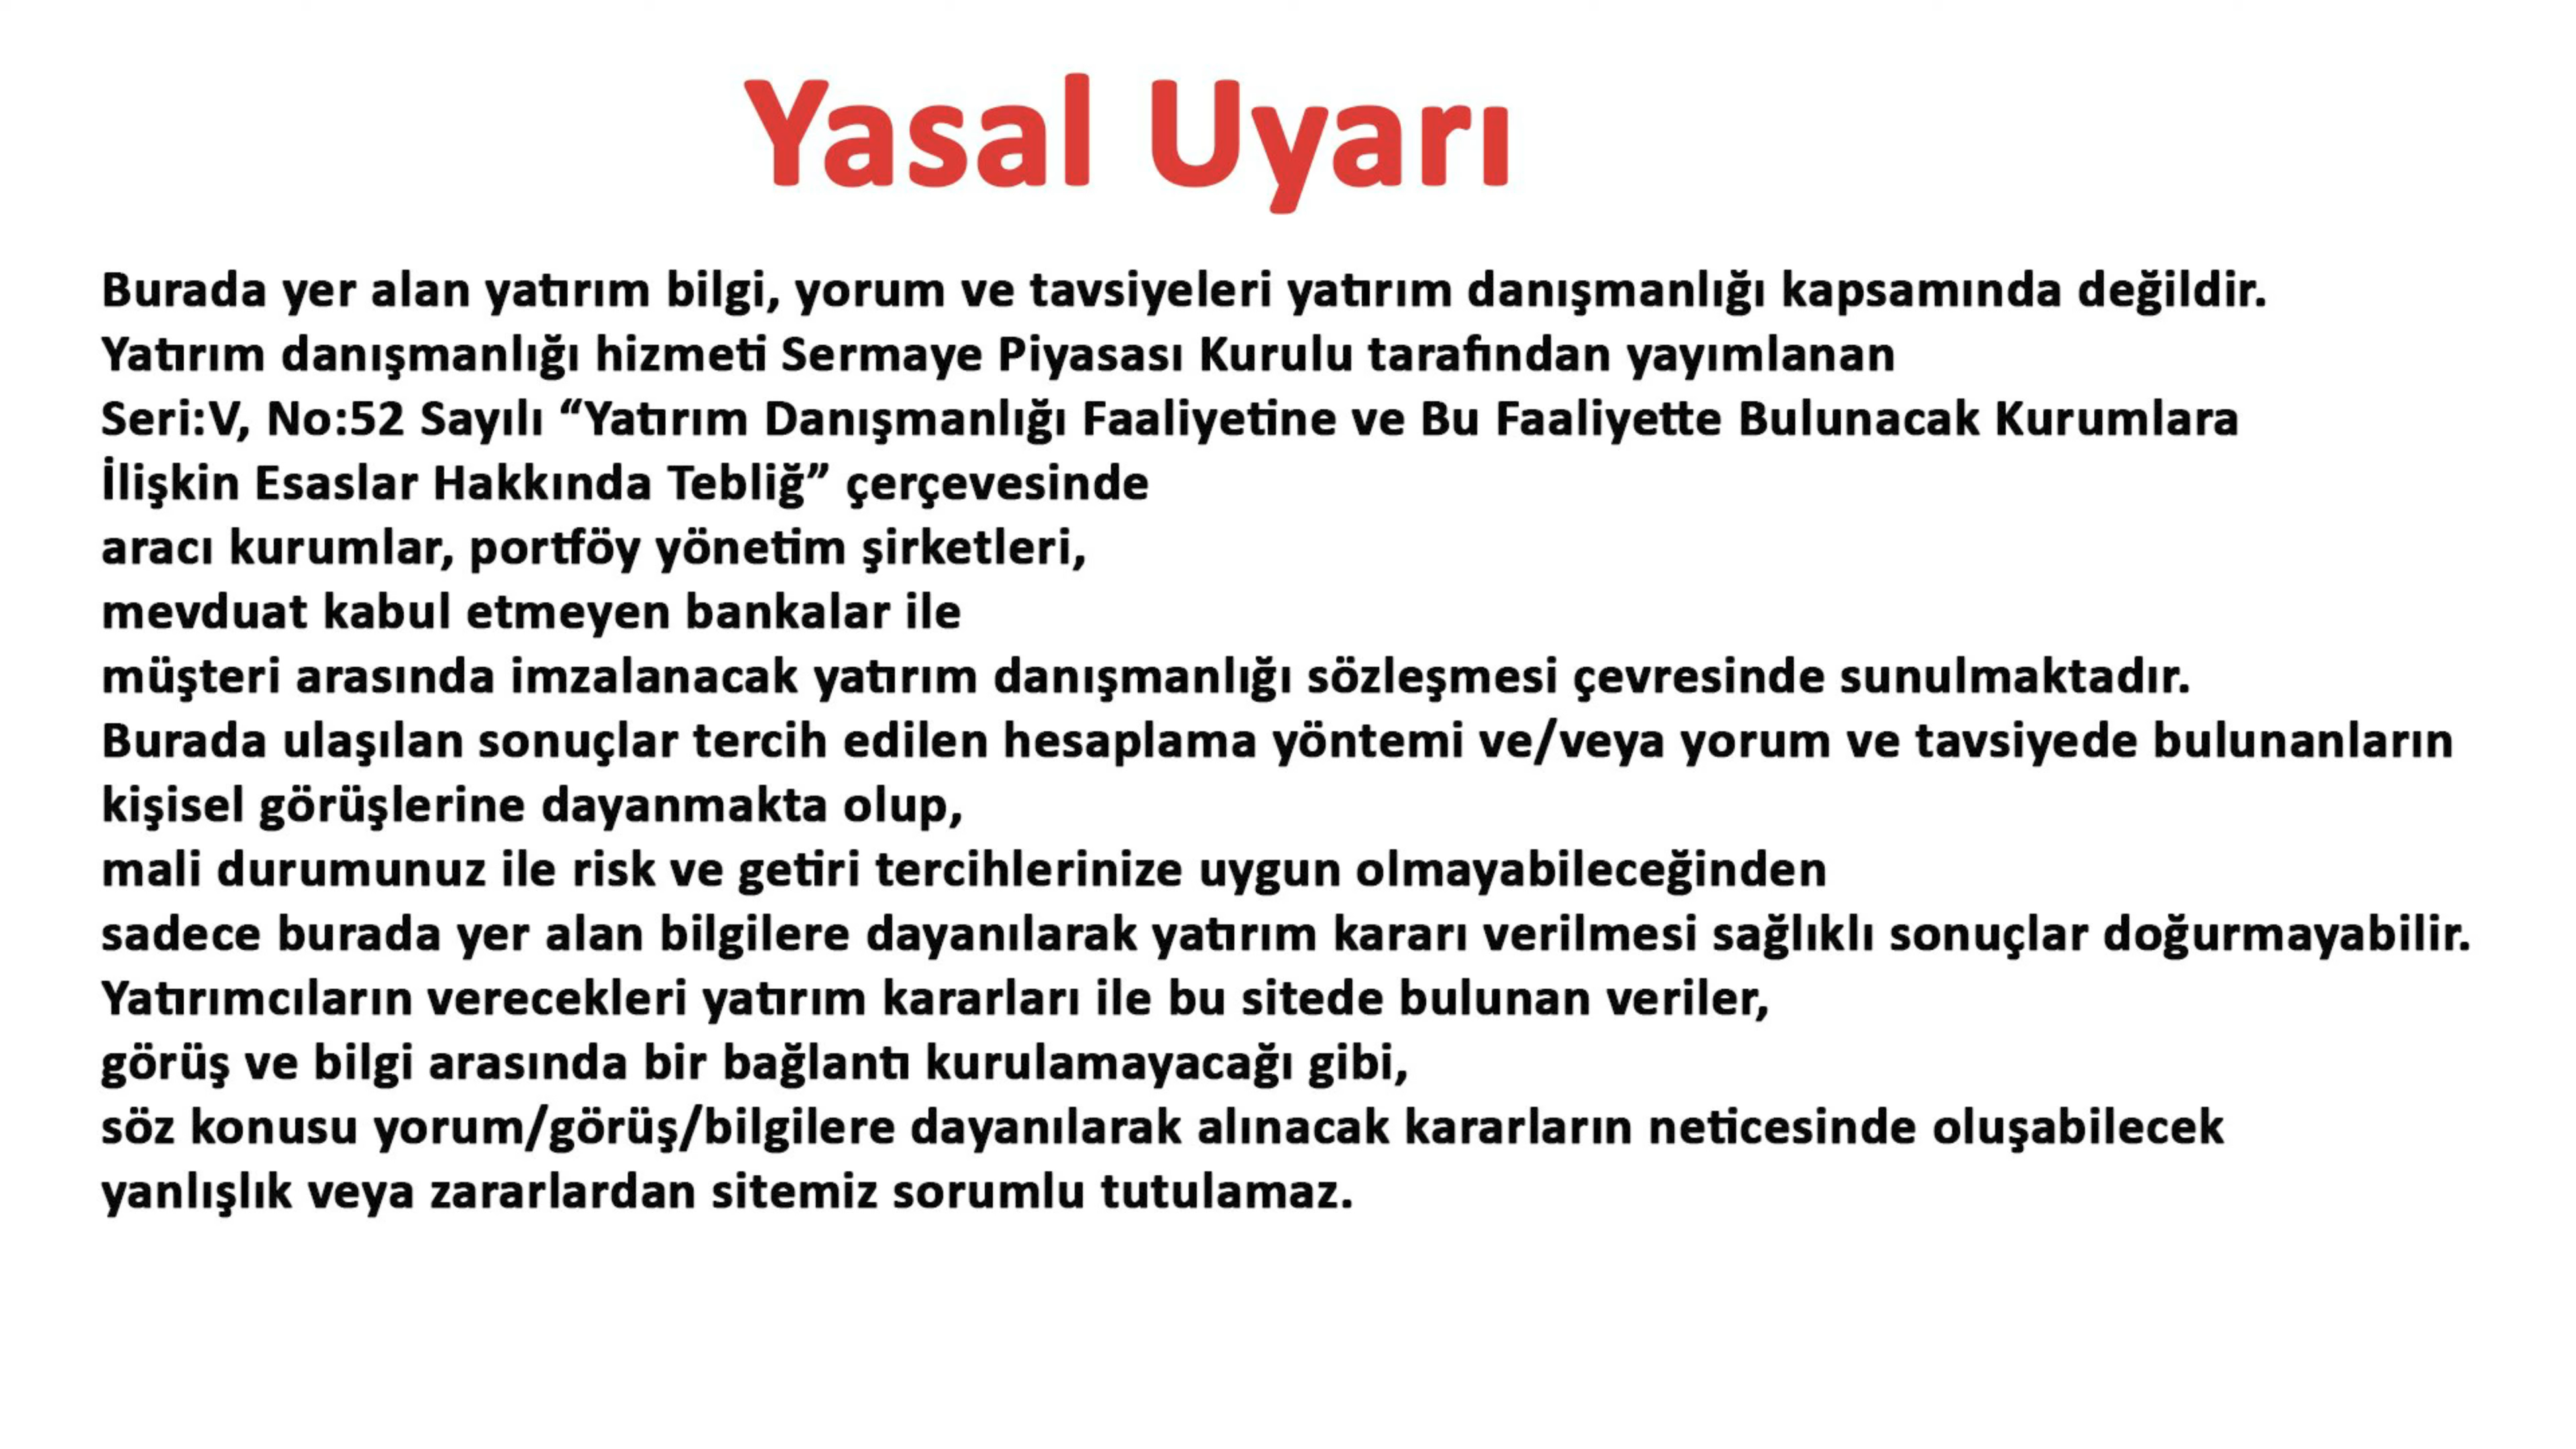 Yasal Uyarı
Burada yer alan yatırım bilgi, yorum ve tavsiyeleri yatırım danışmanlığı kapsamında değildir.
Yatırım danışmanlığı hizmeti Sermaye Piyasası Kurulu tarafından yayımlanan
Seri:V, No:52 Sayılı “Yatırım Danışmanlığı Faaliyetine ve Bu Faaliyette Bulunacak Kurumlara
İlişkin Esaslar Hakkında Tebliğ” çerçevesinde
aracı kurumlar, portföy yönetim şirketleri,
mevduat kabul etmeyen bankalar ile
müşteri arasında imzalanacak yatırım danışmanlığı sözleşmesi çevresinde sunulmaktadır.
Burada ulaşılan sonuçlar tercih edilen hesaplama yöntemi ve/veya yorum ve tavsiyede bulunanların
kişisel görüşlerine dayanmakta olup,
mali durumunuz ile risk ve getiri tercihlerinize uygun olmayabileceğinden
sadece burada yer alan bilgilere dayanılarak yatırım kararı verilmesi sağlıklı sonuçlar doğurmayabilir.
Yatırımcıların verecekleri yatırım kararları ile bu sitede bulunan veriler,
görüş ve bilgi arasında bir bağlantı kurulamayacağı gibi,
söz konusu yorum/görüş/bilgilere dayanılarak alınacak kararların neticesinde oluşabilecek
yanlışlık veya zararlardan sitemiz sorumlu tutulamaz.